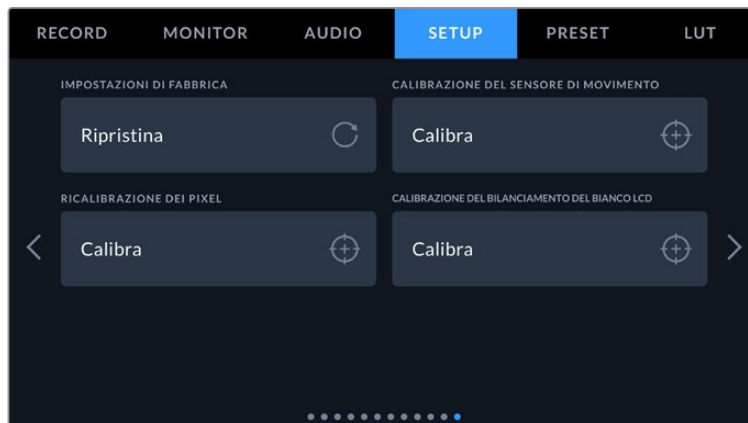 RECORD MONITOR AUDIO SETUP PRESET LUT
IMPOSTAZIONI DI FABBRICA
Ripristina
CALIBRAZIONE DEL SENSORE DI MOVIMENTO
Calibra
RICALIBRAZIONE DEI PIXEL
Calibra
CALIBRAZIONE DEL BILANCIAMENTO DEL BIANCO LCD
Calibra